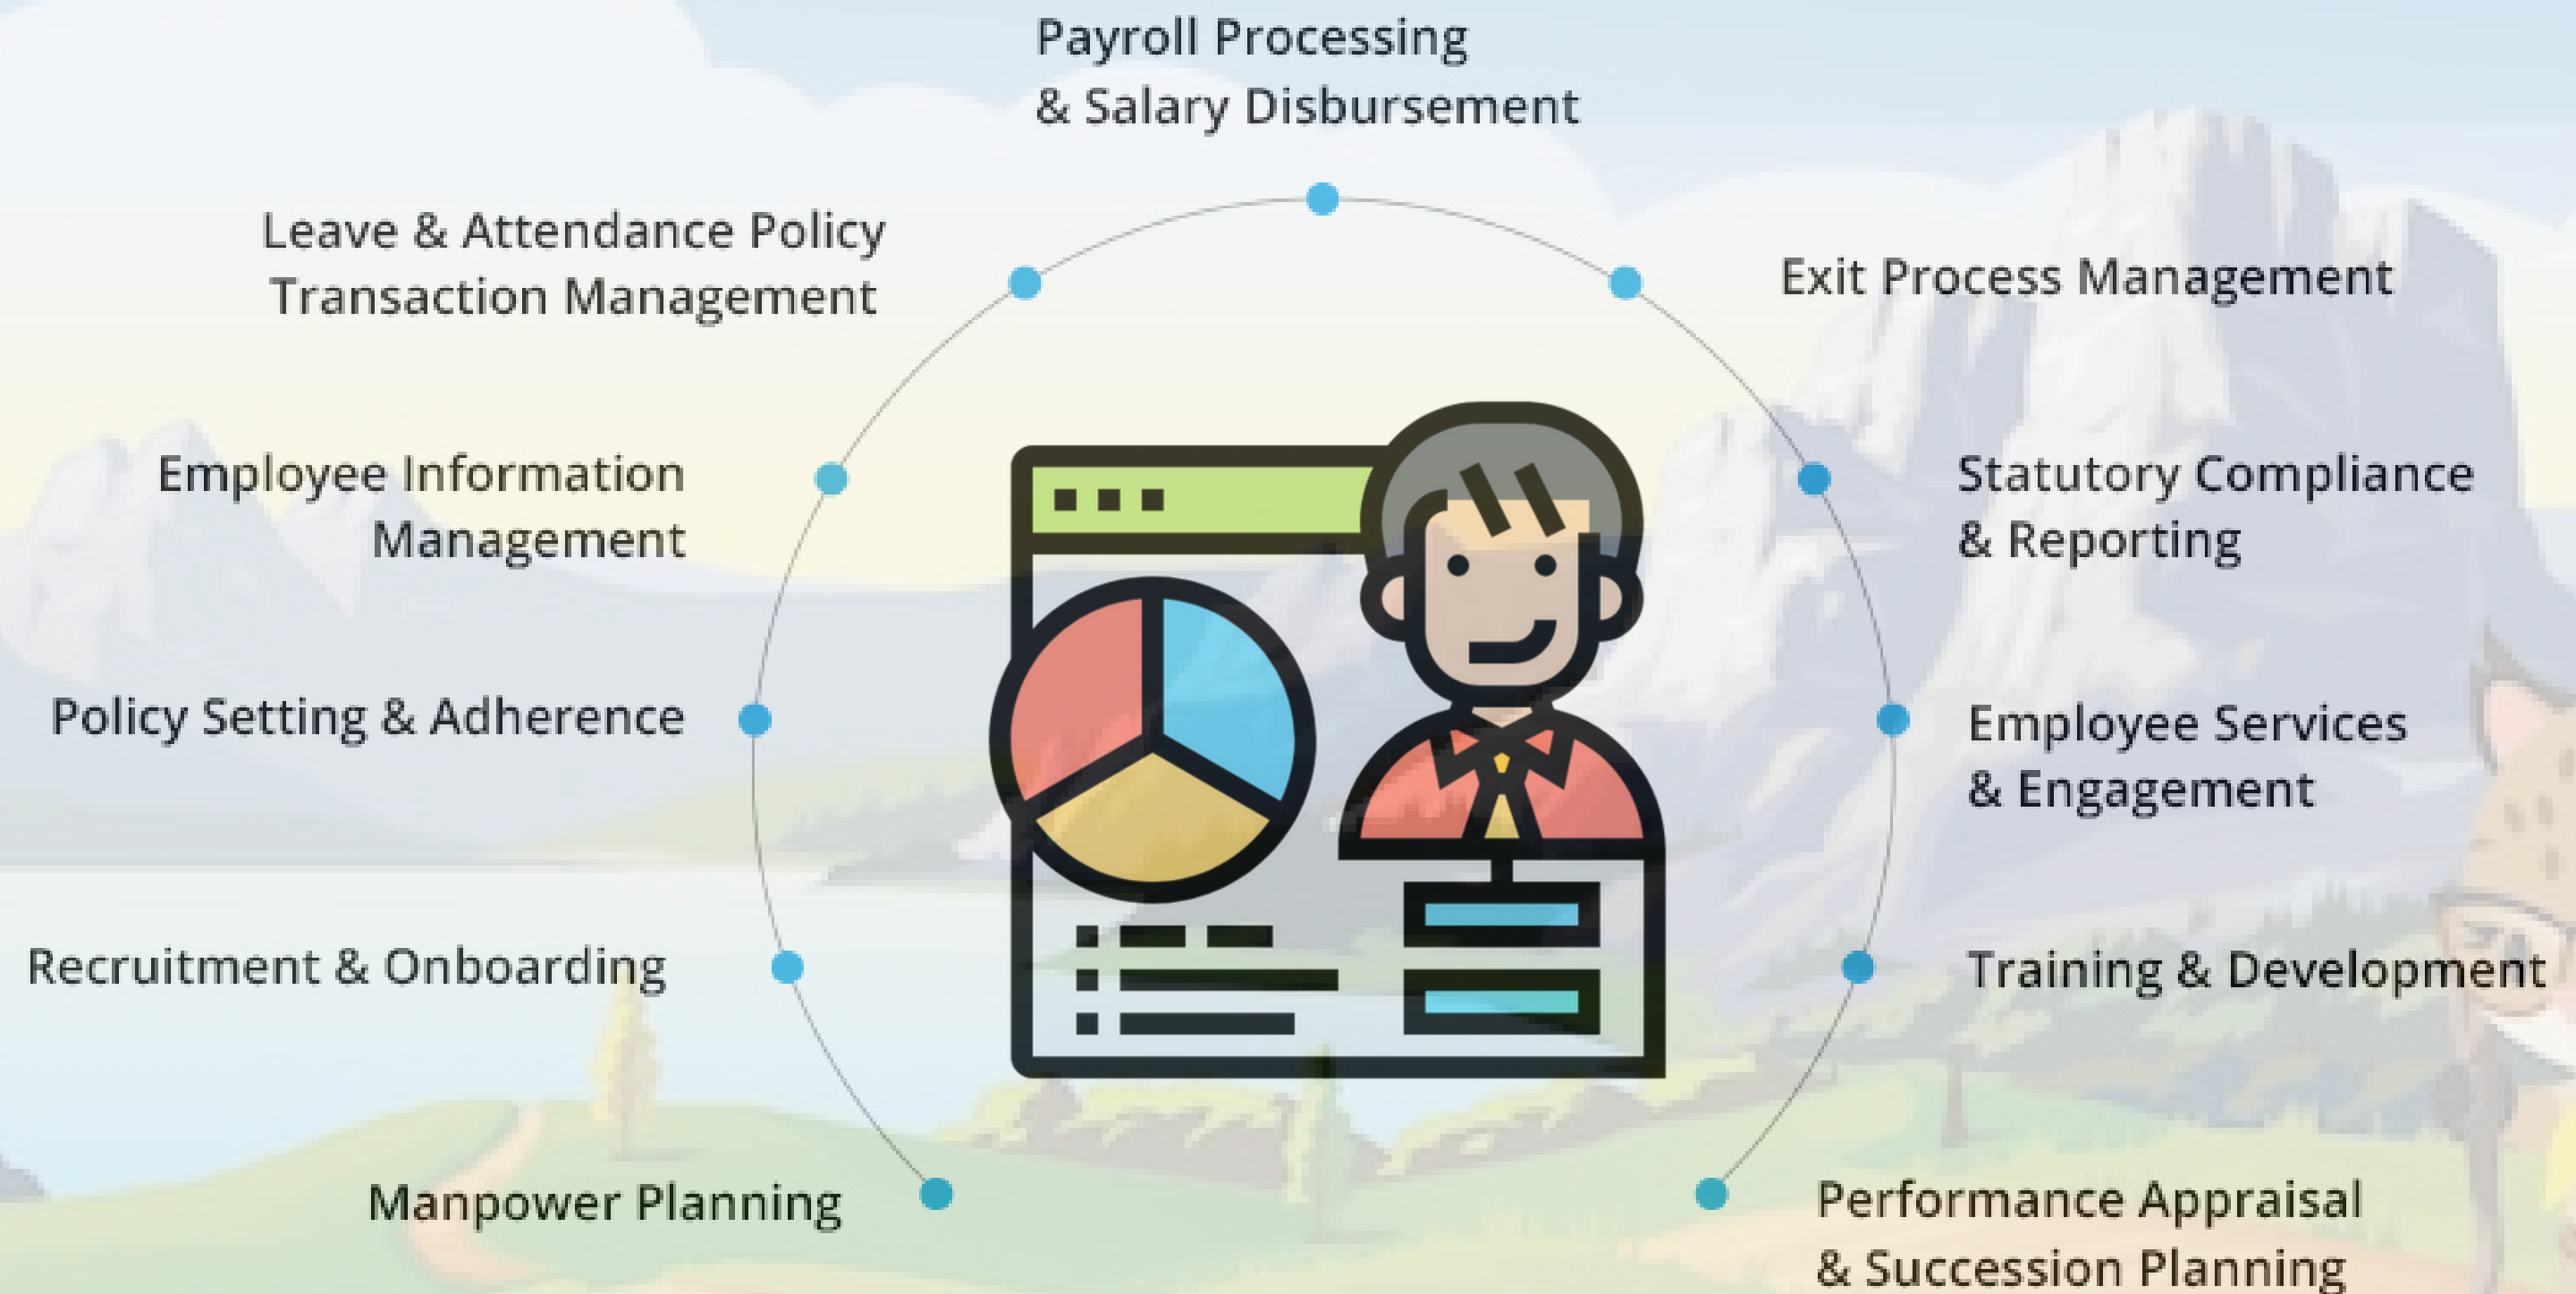 Payroll Processing
& Salary Disbursement
Leave & Attendance Policy
Transaction Management
Exit Process Management
Employee Information
Management
Statutory Compliance
& Reporting
Policy Setting & Adherence
Employee Services
& Engagement
Recruitment & Onboarding
Training & Development
Manpower Planning
Performance Appraisal
& Succession Planning